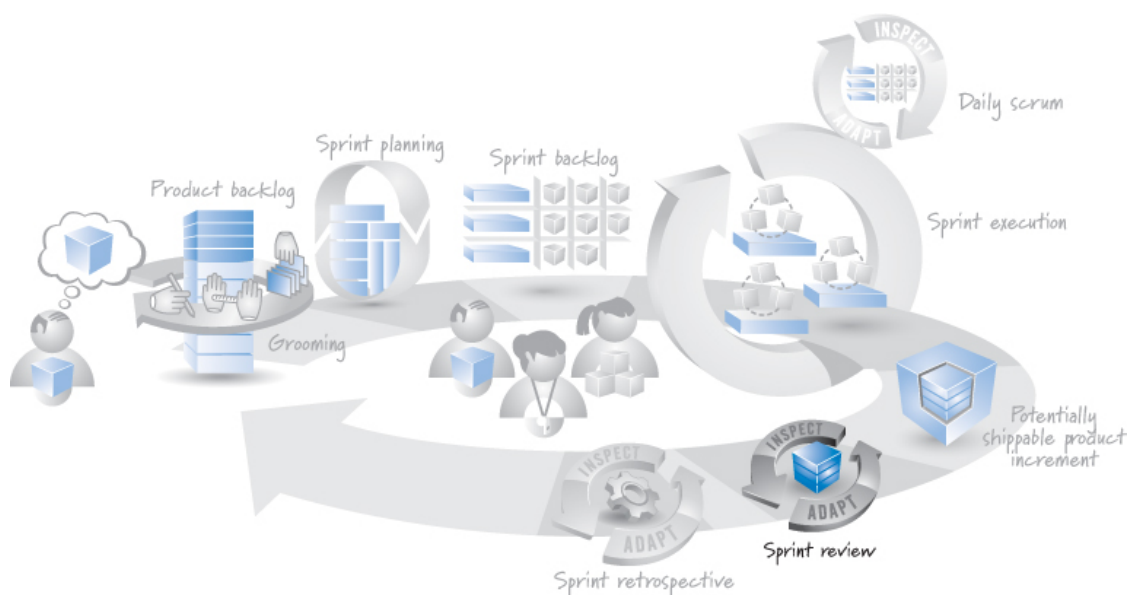 INSPECT
ADAPT
Daily scrum
Sprint planning
Sprint backlog
Product backlog
Sprint execution
Grooming
Potentially
shippable product
increment
INSPECT
ADAPT
Sprint review
INSPECT
ADAPT
Sprint retrospective